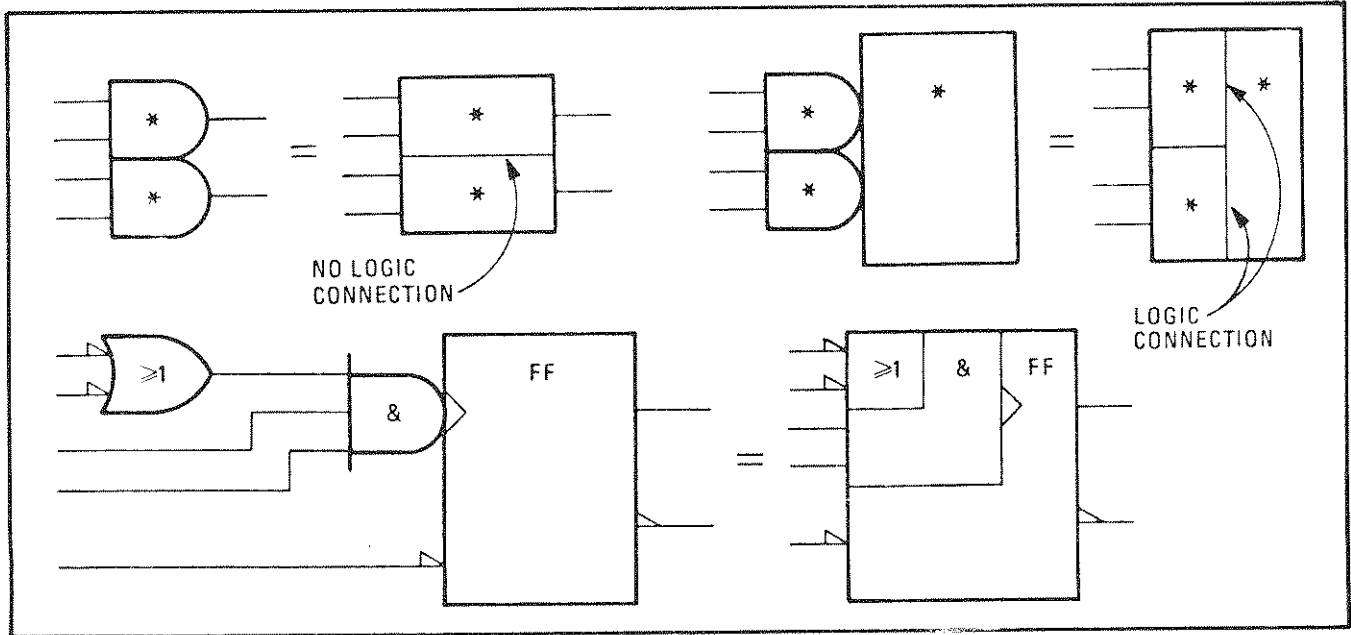 * = * * = * *
* * * *
NO LOGIC
CONNECTION
LOGIC
CONNECTION
≥1 & FF = ≥1 & FF